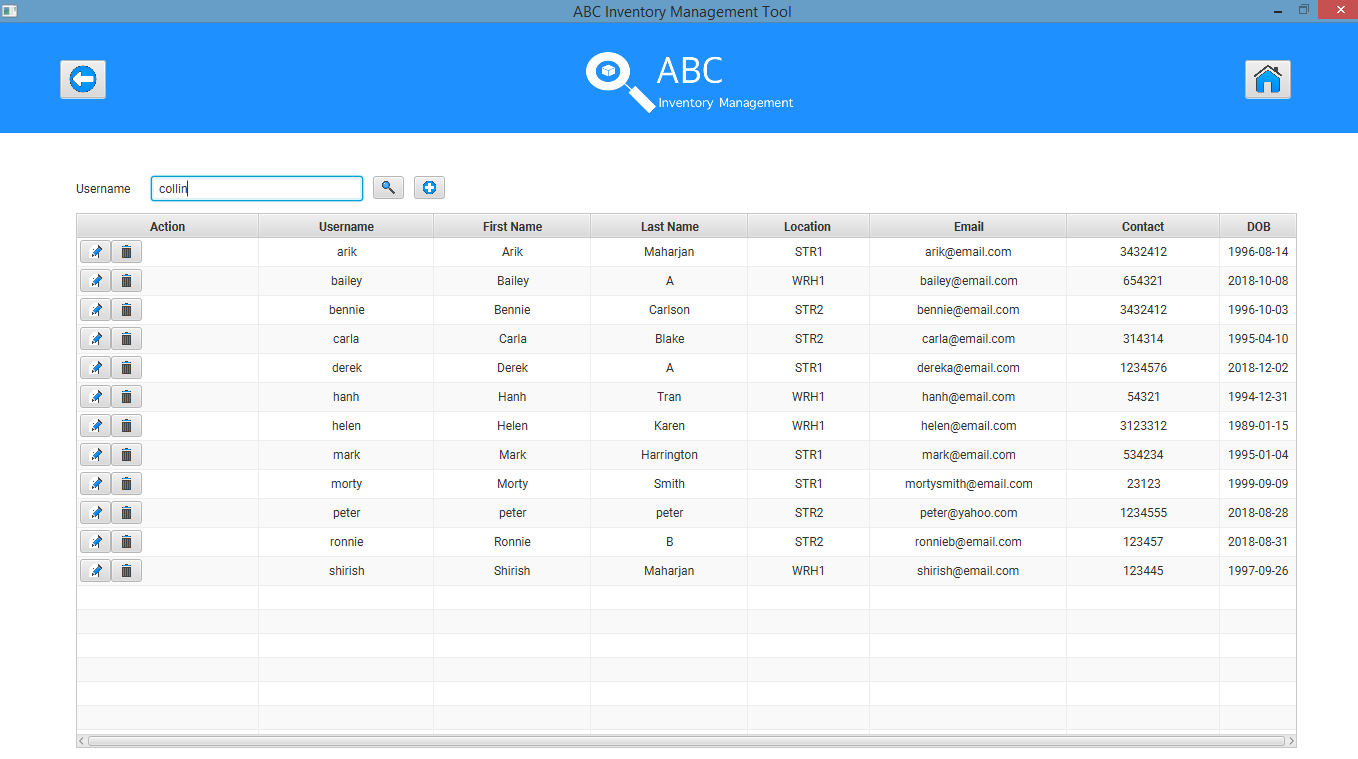 ABC Inventory Management Tool
ABC
Inventory Management
Username collin
Action Username First Name Last Name Location Email Contact DOB
arik Arik Maharjan STR1 arik@email.com 3432412 1996-08-14
bailey Bailey A WRH1 bailey@email.com 654321 2018-10-08
bennie Bennie Carlson STR2 bennie@email.com 3432412 1996-10-03
carla Carla Blake STR2 carla@email.com 314314 1995-04-10
derek Derek A STR1 dereka@email.com 1234576 2018-12-02
hanh Hanh Tran WRH1 hanh@email.com 54321 1994-12-31
helen Helen Karen WRH1 helen@email.com 3123312 1989-01-15
mark Mark Harrington STR1 mark@email.com 534234 1995-01-04
morty Morty Smith STR1 mortysmith@email.com 23123 1999-09-09
peter peter peter STR2 peter@yahoo.com 1234555 2018-08-28
ronnie Ronnie B STR2 ronnieb@email.com 123457 2018-08-31
shirish Shirish Maharjan WRH1 shirish@email.com 123445 1997-09-26